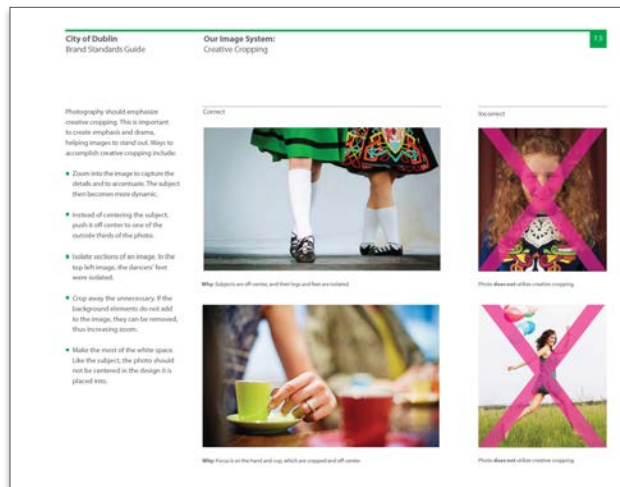 City of Dublin
Brand Standards Guide
Our Image System:
Creative Cropping
7.5
Photography should emphasize
creative cropping. This is important
to create emphasis and drama,
helping images to stand out. Ways to
accomplish creative cropping include:
Zoom into the image to capture the
details and to accentuate. The subject
then becomes more dynamic.
Instead of centering the subject,
push it off center to one of the
outside thirds of the photo.
Isolate sections of an image. In the
top left image, the dancers' feet
were isolated.
Crop away the unnecessary. If the
background elements do not add
to the image, they can be removed,
thus increasing zoom.
Make the most of the white space.
Like the subject, the photo should
not be centered in the design it is
placed into.
Correct
Why: Subjects are off-centre, and their legs and feet are isolated.
Why: Focus is on the hand and cup, which are cropped and off-center
Incorrect
Photo does not utilize creative cropping.
Photo does not utilize creative cropping.